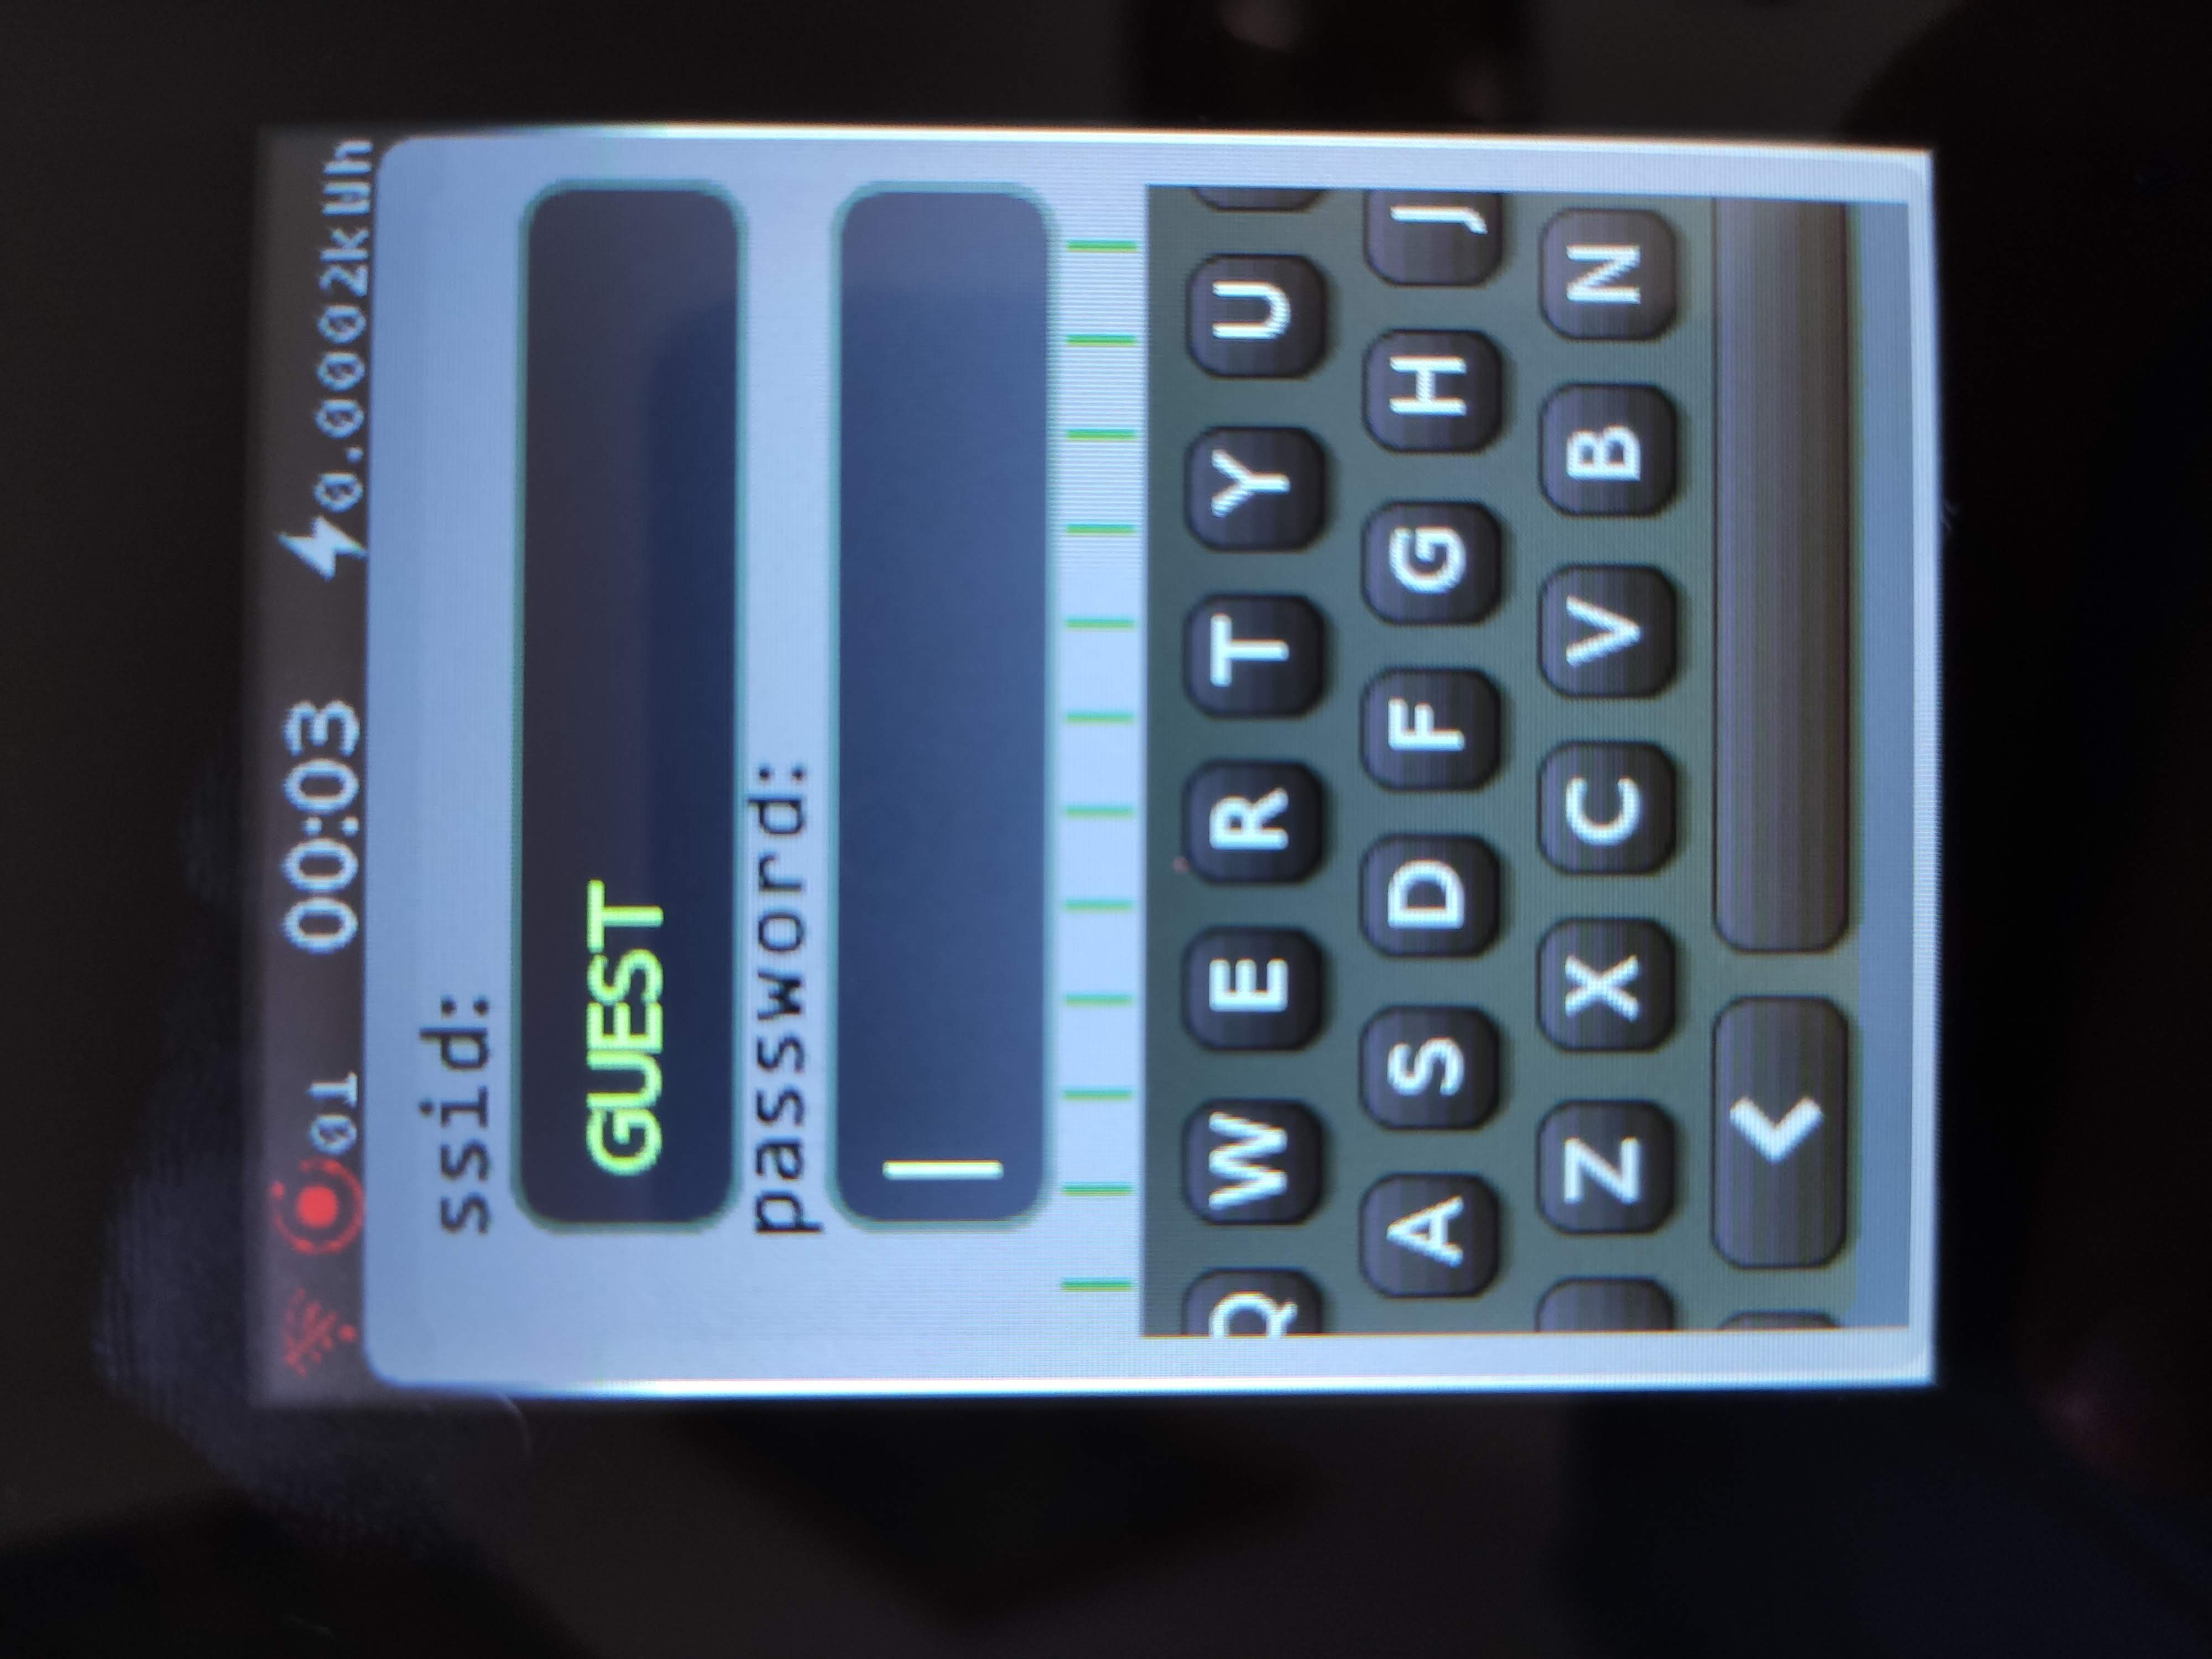 01 00:03 0.0002kWh
ssid:
GUEST
password:
Q W E R T Y U
A S D F G H J
Z X C V B N
<